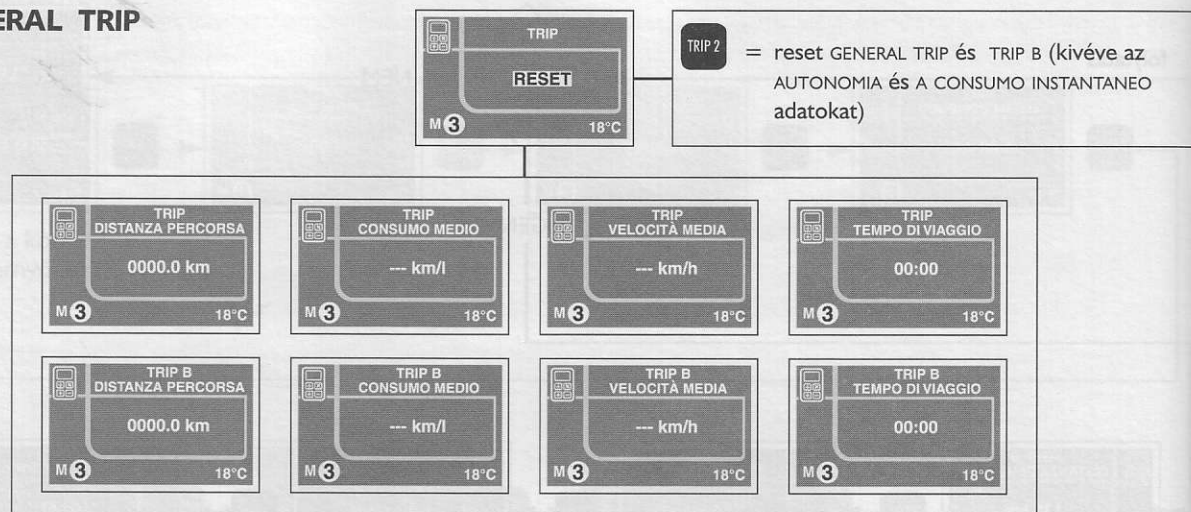 ERAL TRIP
TRIP
RESET
M 3 18°C
TRIP 2 = reset GENERAL TRIP és TRIP B (kivéve az
AUTONOMIA és A CONSUMO INSTANTANEO
adatokat)
TRIP
DISTANZA PERCORSA
0000.0 km
M 3 18°C
TRIP
CONSUMO MEDIO
--- km/l
M 3 18°C
TRIP
VELOCITÀ MEDIA
--- km/h
M 3 18°C
TRIP
TEMPO DI VIAGGIO
00:00
M 3 18°C
TRIP B
DISTANZA PERCORSA
0000.0 km
M 3 18°C
TRIP B
CONSUMO MEDIO
--- km/l
M 3 18°C
TRIP B
VELOCITÀ MEDIA
--- km/h
M 3 18°C
TRIP B
TEMPO DI VIAGGIO
00:00
M 3 18°C